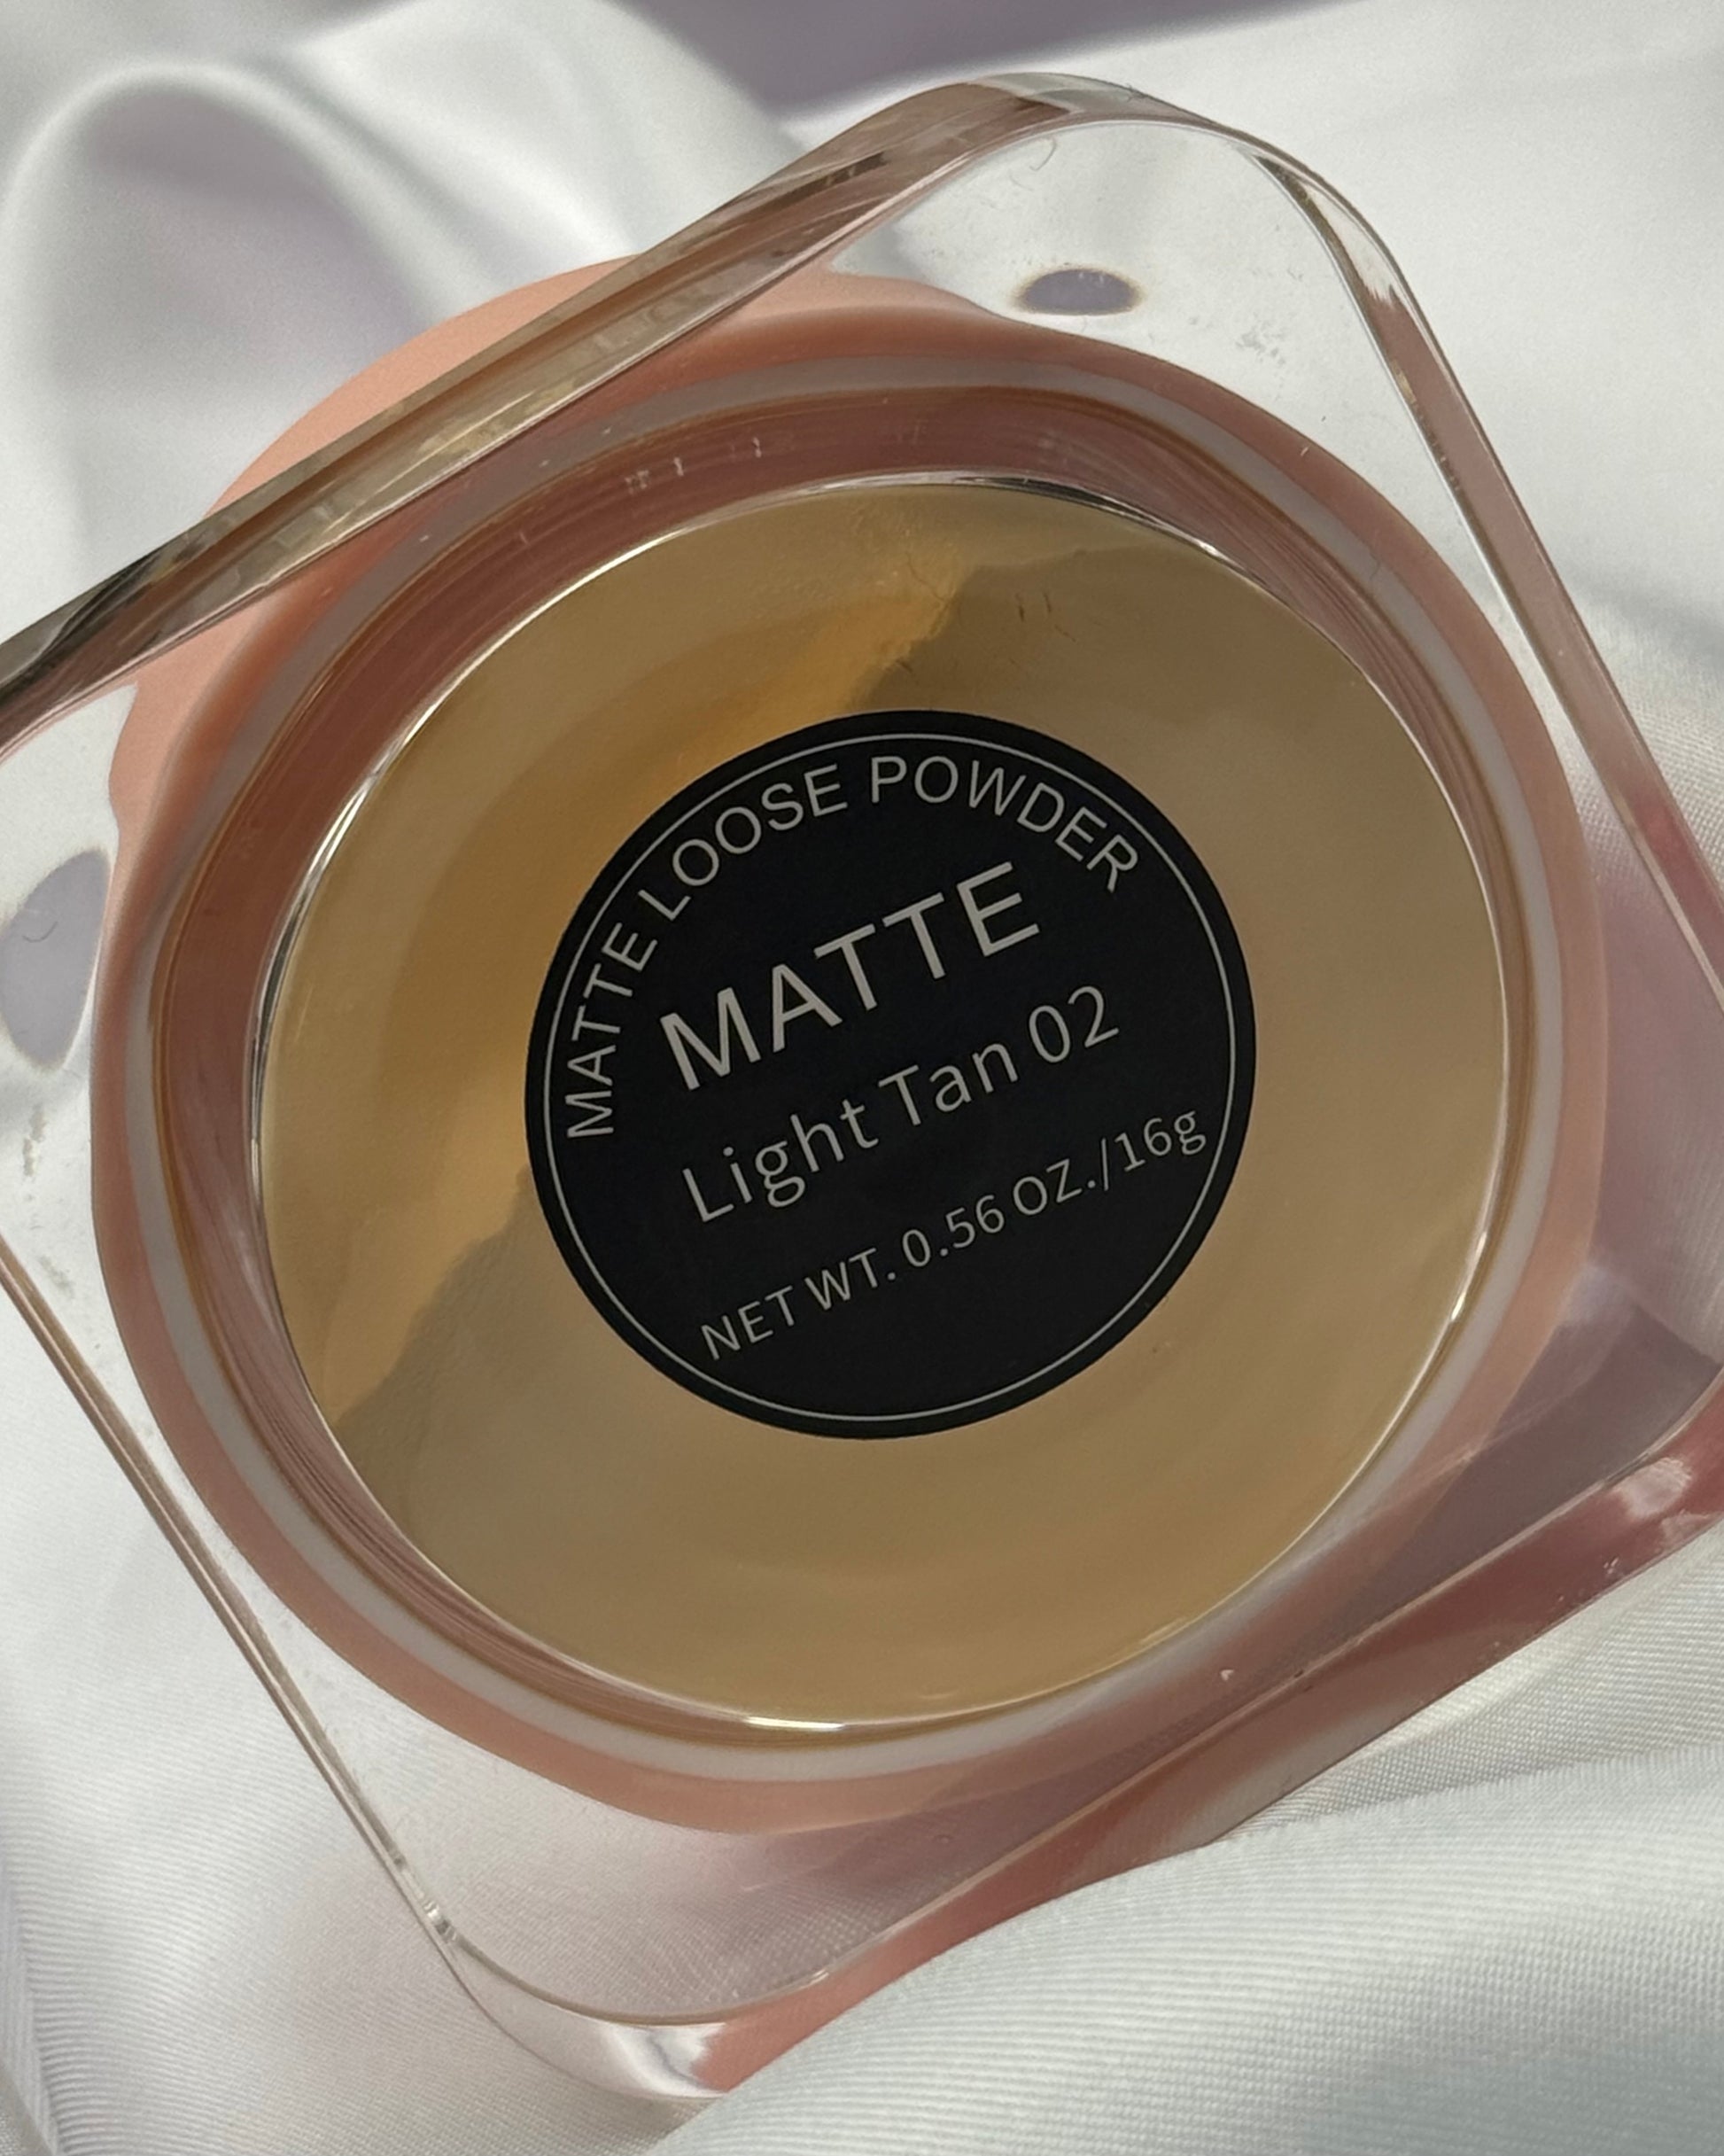 MATTE LOOSE POWDER
MATTE
Light Tan 02
NET WT. 0.56 OZ./16g